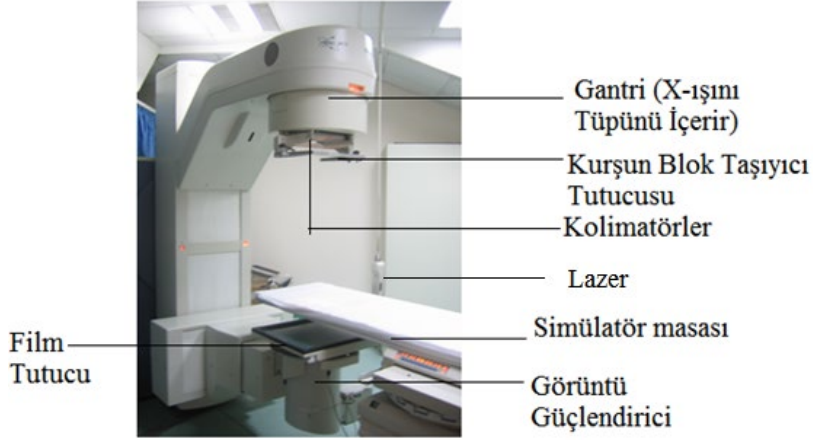 Gantri (X-ışını
Tüpünü İçerir)
Kurşun Blok Taşıyıcı
Tutucusu
Kolimatörler
Lazer
Simülatör masası
Film
Tutucu
Görüntü
Güçlendirici